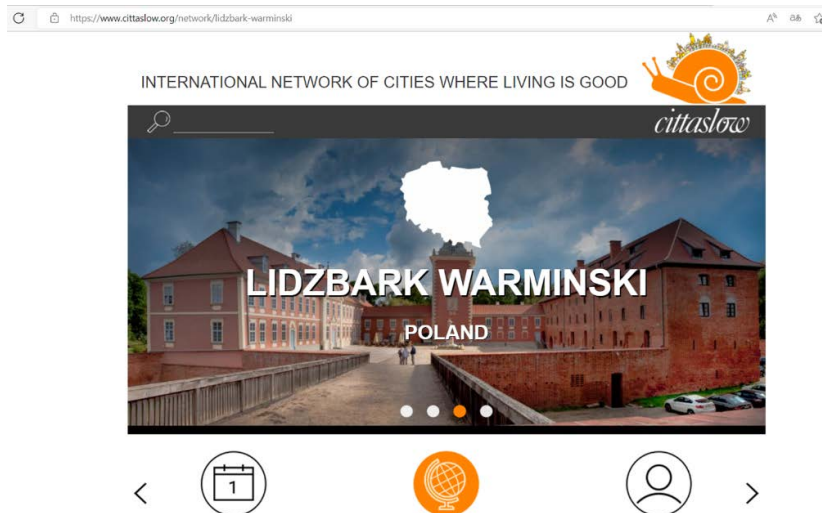 https://www.cittaslow.org/network/lidzbark-warminski
INTERNATIONAL NETWORK OF CITIES WHERE LIVING IS GOOD
cittaslow
LIDZBARK WARMINSKI
POLAND
1